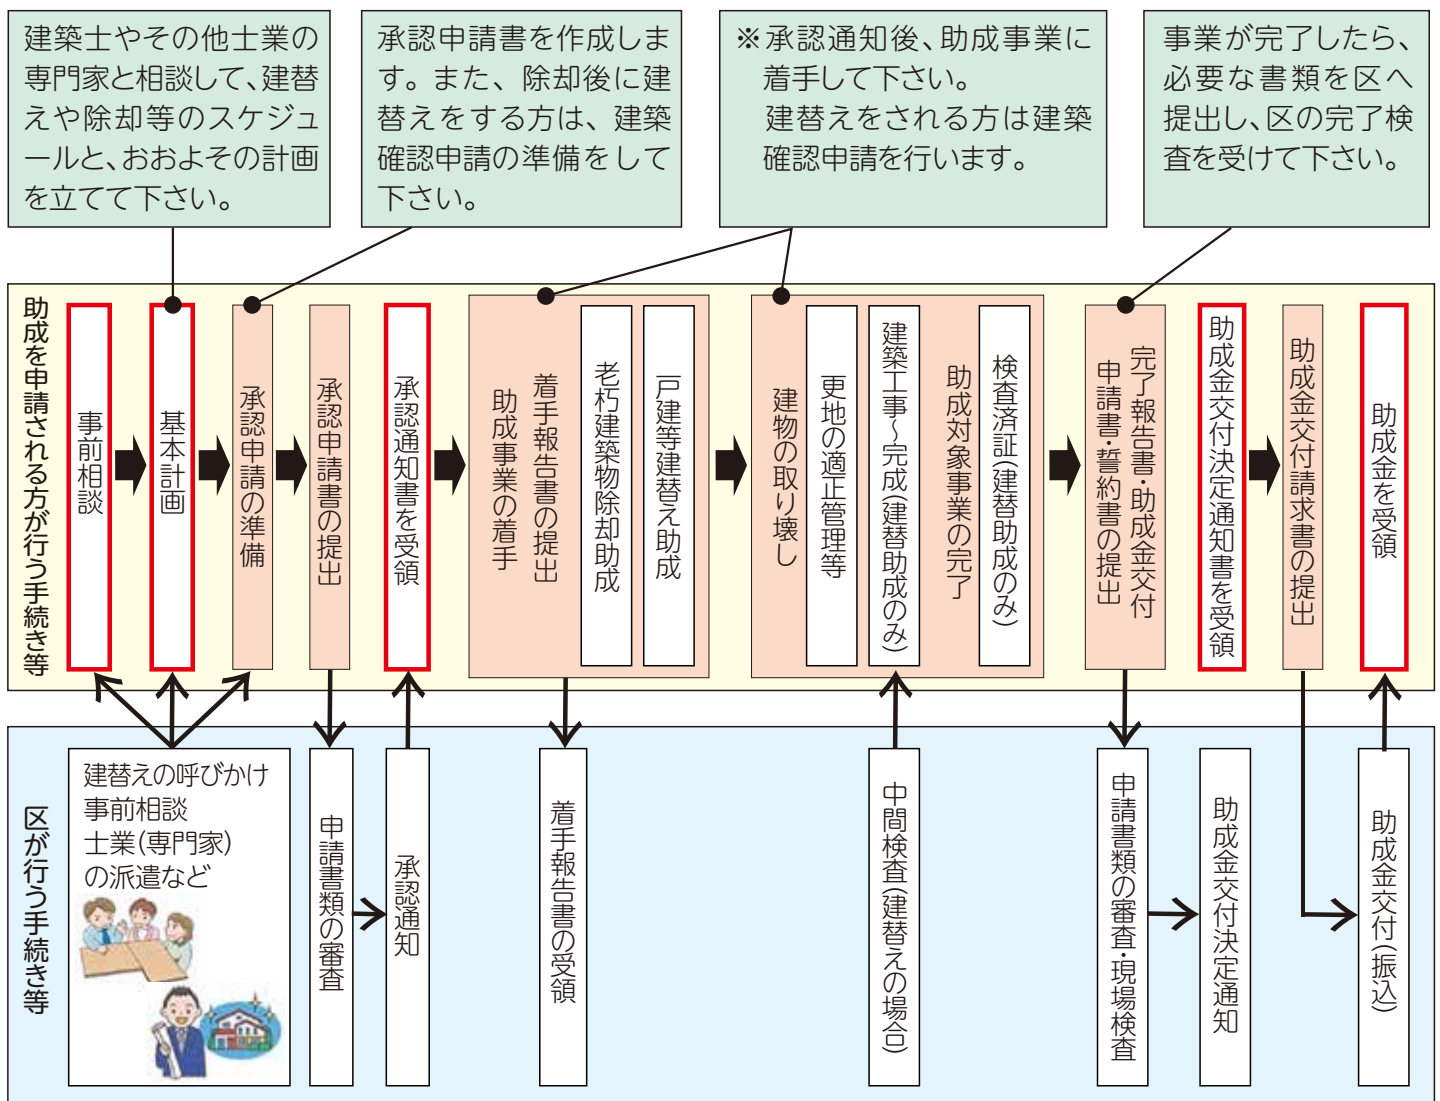 建築士やその他士業の
専門家と相談して、建替
えや除却等のスケジュ
ールと、おおよその計画
を立てて下さい。
承認申請書を作成しま
す。また、除却後に建
替えをする方は、建築
確認申請の準備をして
下さい。
※承認通知後、助成事業に
着手して下さい。
建替えをされる方は建築
確認申請を行います。
事業が完了したら、
必要な書類を区へ
提出し、区の完了検
査を受けて下さい。
助成を申請される方が行う手続き等
事前相談
基本計画
承認申請の準備
承認申請書の提出
承認通知書を受領
助成事業の着手
着手報告書の提出
老朽建築物除却助成
戸建等建替え助成
建物の取り壊し
更地の適正管理等
建築工事～完成(建替助成のみ)
助成対象事業の完了
検査済証(建替助成のみ)
完了報告書・助成金交付
申請書・誓約書の提出
助成金交付決定通知書を受領
助成金交付請求書の提出
助成金を受領
区が行う手続き等
建替えの呼びかけ
事前相談
士業(専門家)
の派遣など
申請書類の審査
承認通知
着手報告書の受領
中間検査(建替えの場合)
申請書類の審査・現場検査
助成金交付決定通知
助成金交付(振込)